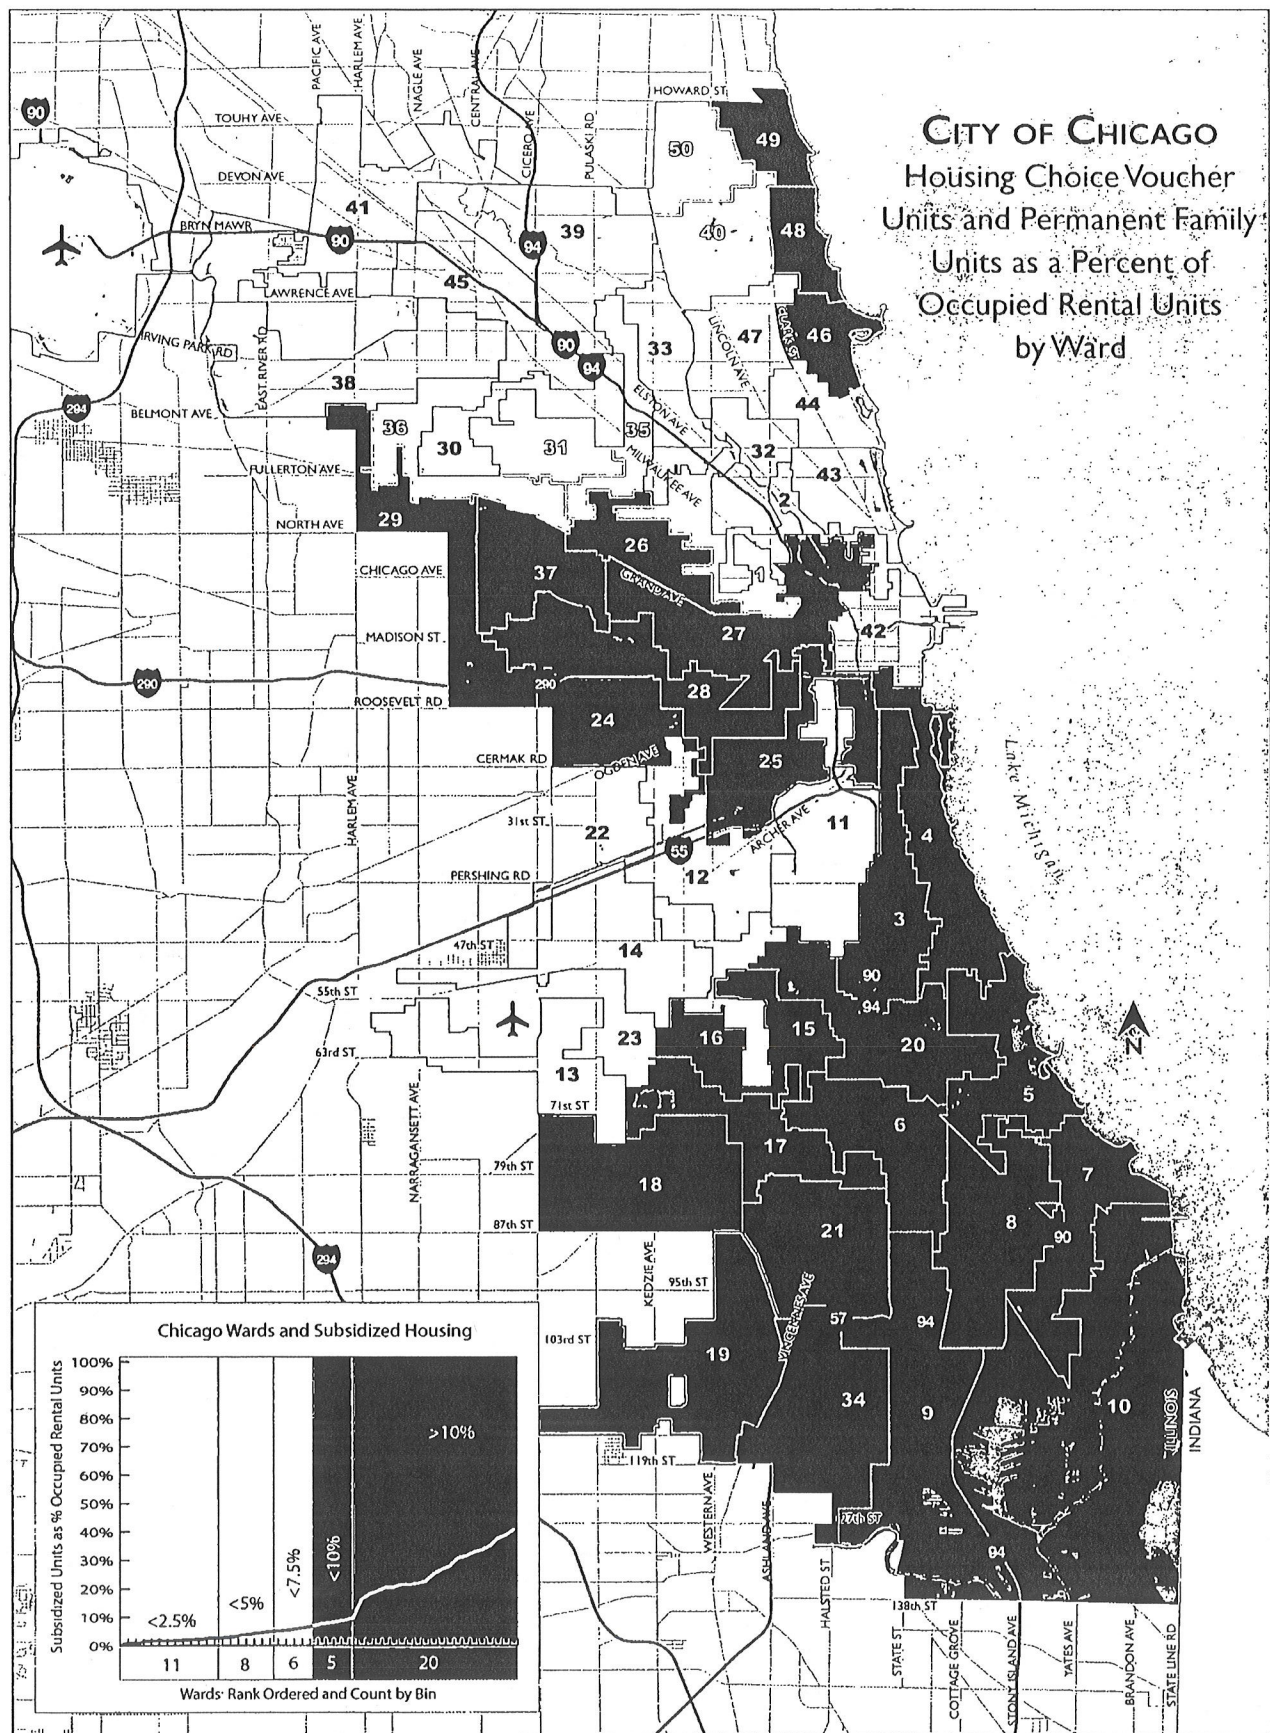 CITY OF CHICAGO
Housing Choice Voucher
Units and Permanent Family
Units as a Percent of
Occupied Rental Units
by Ward
PACIFIC AVE
HARLEM AVE
NAGLE AVE
CENTRAL AVE
CICERO AVE
PULASKI RD
HOWARD ST
90
TOUHY AVE
50
49
DEVON AVE
41
BRYN MAWR
90
94
39
40
48
45
LAWRENCE AVE
IRVING PARK RD
EAST RIVER RD
90
94
33
LINCOLN AVE
47
CLARK ST
46
38
294
BELMONT AVE
ELSTON AVE
44
36
30
31
35
MILWAUKEE AVE
32
43
FULLERTON AVE
2
NORTH AVE
29
26
CHICAGO AVE
37
GRAND AVE
1
MADISON ST
27
42
290
290
28
ROOSEVELT RD
24
CERMAK RD
OGDEN AVE
25
HARLEM AVE
31st ST
22
55
ARCHER AVE
11
4
Lake Michigan
PERSHING RD
12
3
47th ST
14
90
55th ST
94
63rd ST
23
16
15
20
N
13
5
71st ST
NARRAGANSETT AVE
17
6
79th ST
18
7
87th ST
21
8
90
294
KEDZIE AVE
95th ST
VINCENNES AVE
57
94
103rd ST
19
34
9
10
ILLINOIS
INDIANA
119th ST
WESTERN AVE
ASHLAND AVE
HALSTED ST
27th ST
94
138th ST
STATE ST
COTTAGE GROVE
STONY ISLAND AVE
YATES AVE
BRANDON AVE
STATE LINE RD
Chicago Wards and Subsidized Housing
Subsidized Units as % Occupied Rental Units
100%
90%
80%
70%
60%
50%
40%
30%
20%
10%
0%
<2.5%
<5%
<7.5%
<10%
>10%
11
8
6
5
20
Wards: Rank Ordered and Count by Bin